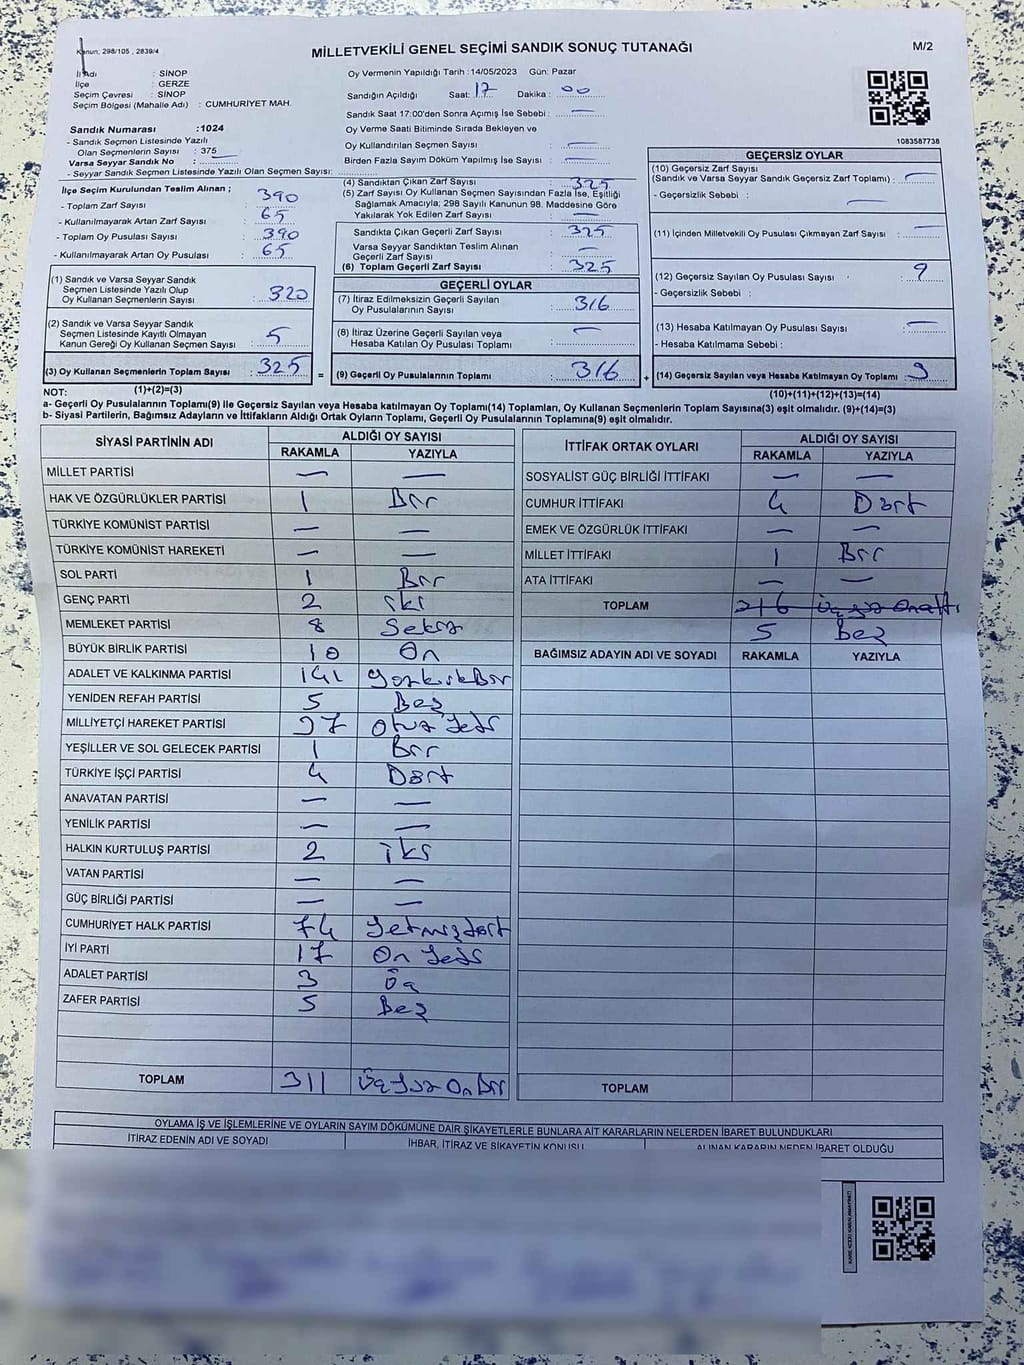 Kanun; 298/105 , 2839/4
MİLLETVEKİLİ GENEL SEÇİMİ SANDIK SONUÇ TUTANAĞI
M/2
İl Adı : SİNOP
İlçe : GERZE
Seçim Çevresi : SİNOP
Seçim Bölgesi (Mahalle Adı) : CUMHURİYET MAH.
Sandık Numarası :1024
- Sandık Seçmen Listesinde Yazılı
Olan Seçmenlerin Sayısı : 375
Varsa Seyyar Sandık No :
- Seyyar Sandık Seçmen Listesinde Yazılı Olan Seçmen Sayısı:
Oy Vermenin Yapıldığı Tarih :14/05/2023 Gün: Pazar
Sandığın Açıldığı Saat: 17 Dakika : 00
Sandık Saat 17:00'den Sonra Açımış İse Sebebi : —
Oy Verme Saati Bitiminde Sırada Bekleyen ve
Oy Kullandırılan Seçmen Sayısı : —
Birden Fazla Sayım Döküm Yapılmış İse Sayısı : —
1083587738
İlçe Seçim Kurulundan Teslim Alınan ;
- Toplam Zarf Sayısı : 390
- Kullanılmayarak Artan Zarf Sayısı : 65
- Toplam Oy Pusulası Sayısı : 390
- Kullanılmayarak Artan Oy Pusulası : 65
(1) Sandık ve Varsa Seyyar Sandık
Seçmen Listesinde Yazılı Olup
Oy Kullanan Seçmenlerin Sayısı : 320
(2) Sandık ve Varsa Seyyar Sandık
Seçmen Listesinde Kayıtlı Olmayan
Kanun Gereği Oy Kullanan Seçmen Sayısı : 5
(3) Oy Kullanan Seçmenlerin Toplam Sayısı : 325
(4) Sandıktan Çıkan Zarf Sayısı : 325
(5) Zarf Sayısı Oy Kullanan Seçmen Sayısından Fazla İse, Eşitliği
Sağlamak Amacıyla; 298 Sayılı Kanunun 98. Maddesine Göre
Yakılarak Yok Edilen Zarf Sayısı : —
Sandıkta Çıkan Geçerli Zarf Sayısı : 325
Varsa Seyyar Sandıktan Teslim Alınan
Geçerli Zarf Sayısı : —
(6) Toplam Geçerli Zarf Sayısı : 325
GEÇERLİ OYLAR
(7) İtiraz Edilmeksizin Geçerli Sayılan
Oy Pusulalarının Sayısı : 316
(8) İtiraz Üzerine Geçerli Sayılan veya
Hesaba Katılan Oy Pusulası Toplamı : —
= (9) Geçerli Oy Pusulalarının Toplamı : 316
GEÇERSİZ OYLAR
(10) Geçersiz Zarf Sayısı
(Sandık ve Varsa Seyyar Sandık Geçersiz Zarf Toplamı) : —
- Geçersizlik Sebebi : —
(11) İçinden Milletvekili Oy Pusulası Çıkmayan Zarf Sayısı : —
(12) Geçersiz Sayılan Oy Pusulası Sayısı : 9
- Geçersizlik Sebebi :
(13) Hesaba Katılmayan Oy Pusulası Sayısı : —
- Hesaba Katılmama Sebebi :
+ (14) Geçersiz Sayılan veya Hesaba Katılmayan Oy Toplamı : 9
NOT: (1)+(2)=(3)
(10)+(11)+(12)+(13)=(14)
a- Geçerli Oy Pusulalarının Toplamı(9) ile Geçersiz Sayılan veya Hesaba katılmayan Oy Toplamı(14) Toplamları, Oy Kullanan Seçmenlerin Toplam Sayısına(3) eşit olmalıdır. (9)+(14)=(3)
b- Siyasi Partilerin, Bağımsız Adayların ve İttifakların Aldığı Ortak Oyların Toplamı, Geçerli Oy Pusulalarının Toplamına(9) eşit olmalıdır.
SİYASİ PARTİNİN ADI ALDIĞI OY SAYISI
RAKAMLA YAZIYLA
MİLLET PARTİSİ — —
HAK VE ÖZGÜRLÜKLER PARTİSİ 1 Bir
TÜRKİYE KOMÜNİST PARTİSİ — —
TÜRKİYE KOMÜNİST HAREKETİ — —
SOL PARTİ 1 Bir
GENÇ PARTİ 2 iki
MEMLEKET PARTİSİ 8 Sekiz
BÜYÜK BİRLİK PARTİSİ 10 On
ADALET VE KALKINMA PARTİSİ 141 Yüzkırkbir
YENİDEN REFAH PARTİSİ 5 Beş
MİLLİYETÇİ HAREKET PARTİSİ 37 Otuz Yedi
YEŞİLLER VE SOL GELECEK PARTİSİ 1 Bir
TÜRKİYE İŞÇİ PARTİSİ 4 Dört
ANAVATAN PARTİSİ — —
YENİLİK PARTİSİ — —
HALKIN KURTULUŞ PARTİSİ 2 iki
VATAN PARTİSİ — —
GÜÇ BİRLİĞİ PARTİSİ — —
CUMHURİYET HALK PARTİSİ 74 Yetmişdört
İYİ PARTİ 17 On Yedi
ADALET PARTİSİ 3 Üç
ZAFER PARTİSİ 5 Beş
TOPLAM 311 Üç Yüz On Bir
İTTİFAK ORTAK OYLARI ALDIĞI OY SAYISI
RAKAMLA YAZIYLA
SOSYALİST GÜÇ BİRLİĞİ İTTİFAKI — —
CUMHUR İTTİFAKI 4 Dört
EMEK VE ÖZGÜRLÜK İTTİFAKI — —
MİLLET İTTİFAKI 1 Bir
ATA İTTİFAKI — —
TOPLAM 316 Üç yüz Onaltı
5 Beş
BAĞIMSIZ ADAYIN ADI VE SOYADI RAKAMLA YAZIYLA
TOPLAM
OYLAMA İŞ VE İŞLEMLERİNE VE OYLARIN SAYIM DÖKÜMÜNE DAİR ŞİKAYETLERLE BUNLARA AİT KARARLARIN NELERDEN İBARET BULUNDUKLARI
İTİRAZ EDENİN ADI VE SOYADI İHBAR, İTİRAZ VE ŞİKAYETİN KONUSU ALINAN KARARIN NEDEN İBARET OLDUĞU